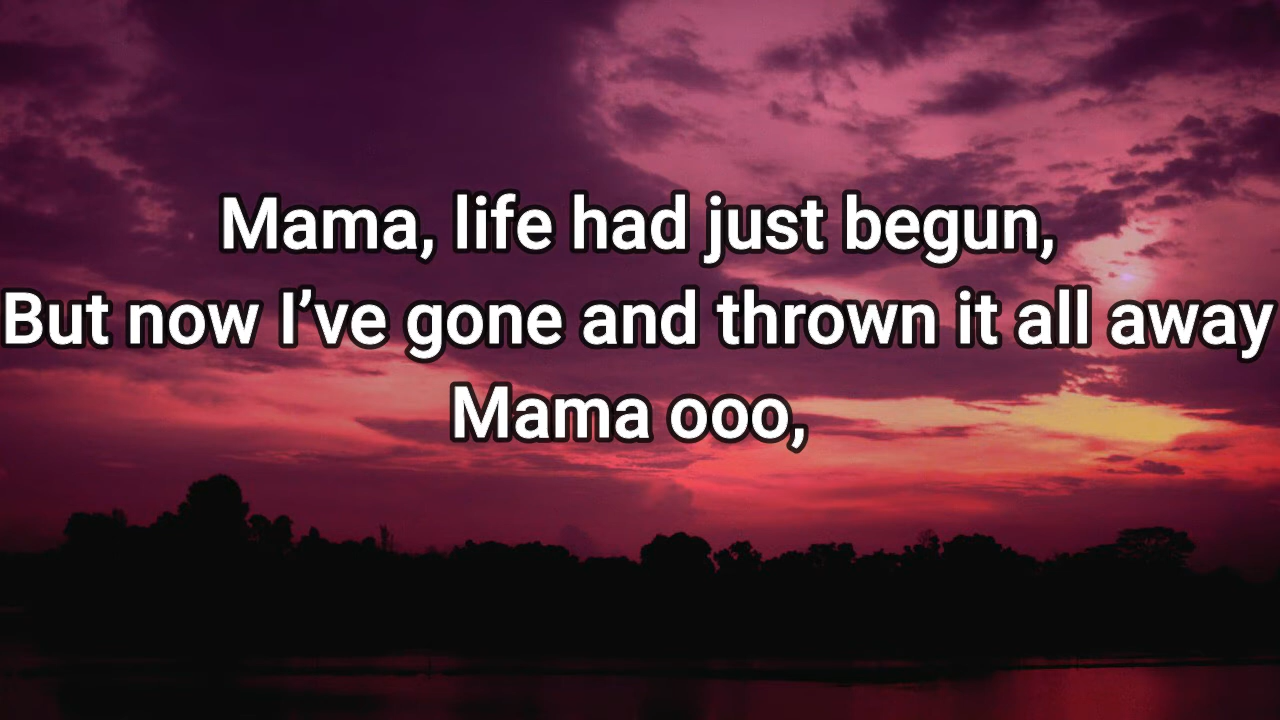 Mama, life had just begun,
But now I’ve gone and thrown it all away
Mama ooo,